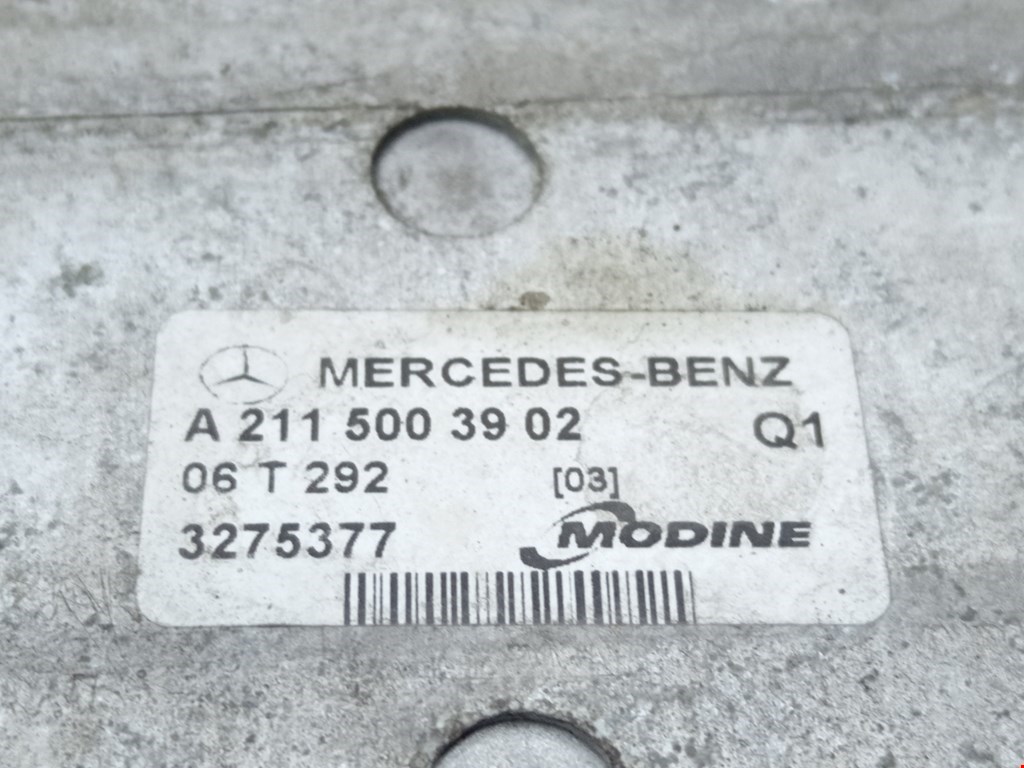 MERCEDES-BENZ
A 211 500 39 02 Q1
06 T 292 [03]
3275377 MODINE